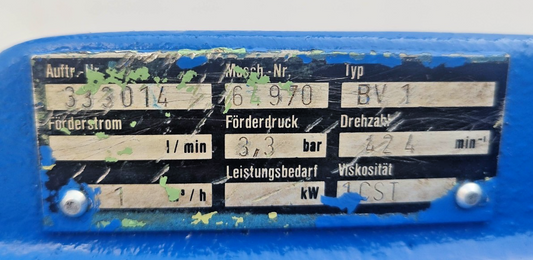 Auftr.-Nr. Masch.-Nr. Typ
333014 64970 BV 1
Förderstrom Förderdruck Drehzahl
l/min 3,3 bar 424 min⁻¹
Leistungsbedarf Viskosität
1 ³/h kW 1CST